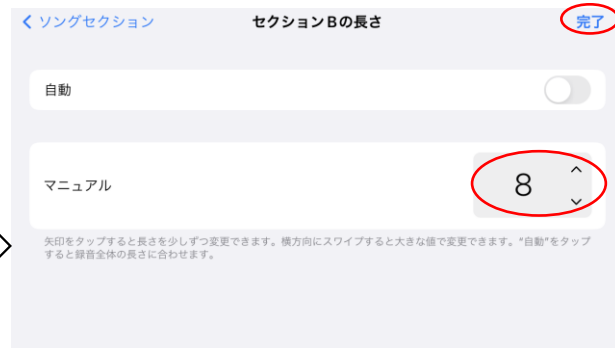 ソングセクション セクションBの長さ 完了
自動
マニュアル 8
矢印をタップすると長さを少しずつ変更できます。横方向にスワイプすると大きな値で変更できます。“自動”をタップ
すると録音全体の長さに合わせます。